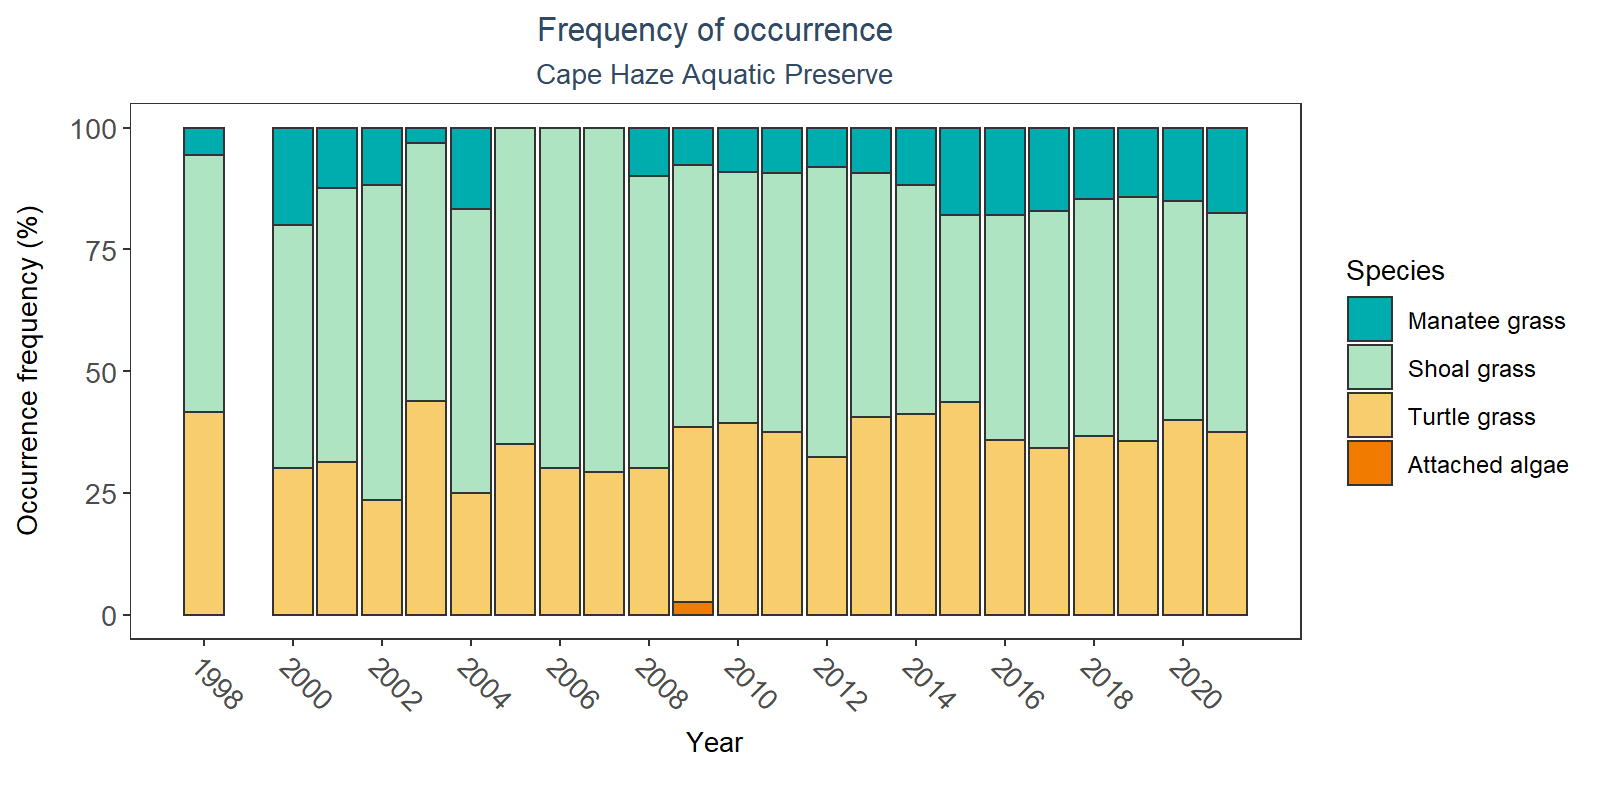 Frequency of occurrence
Cape Haze Aquatic Preserve
Occurrence frequency (%)
100
75
50
25
0
1998
2000
2002
2004
2006
2008
2010
2012
2014
2016
2018
2020
Year
Species
Manatee grass
Shoal grass
Turtle grass
Attached algae